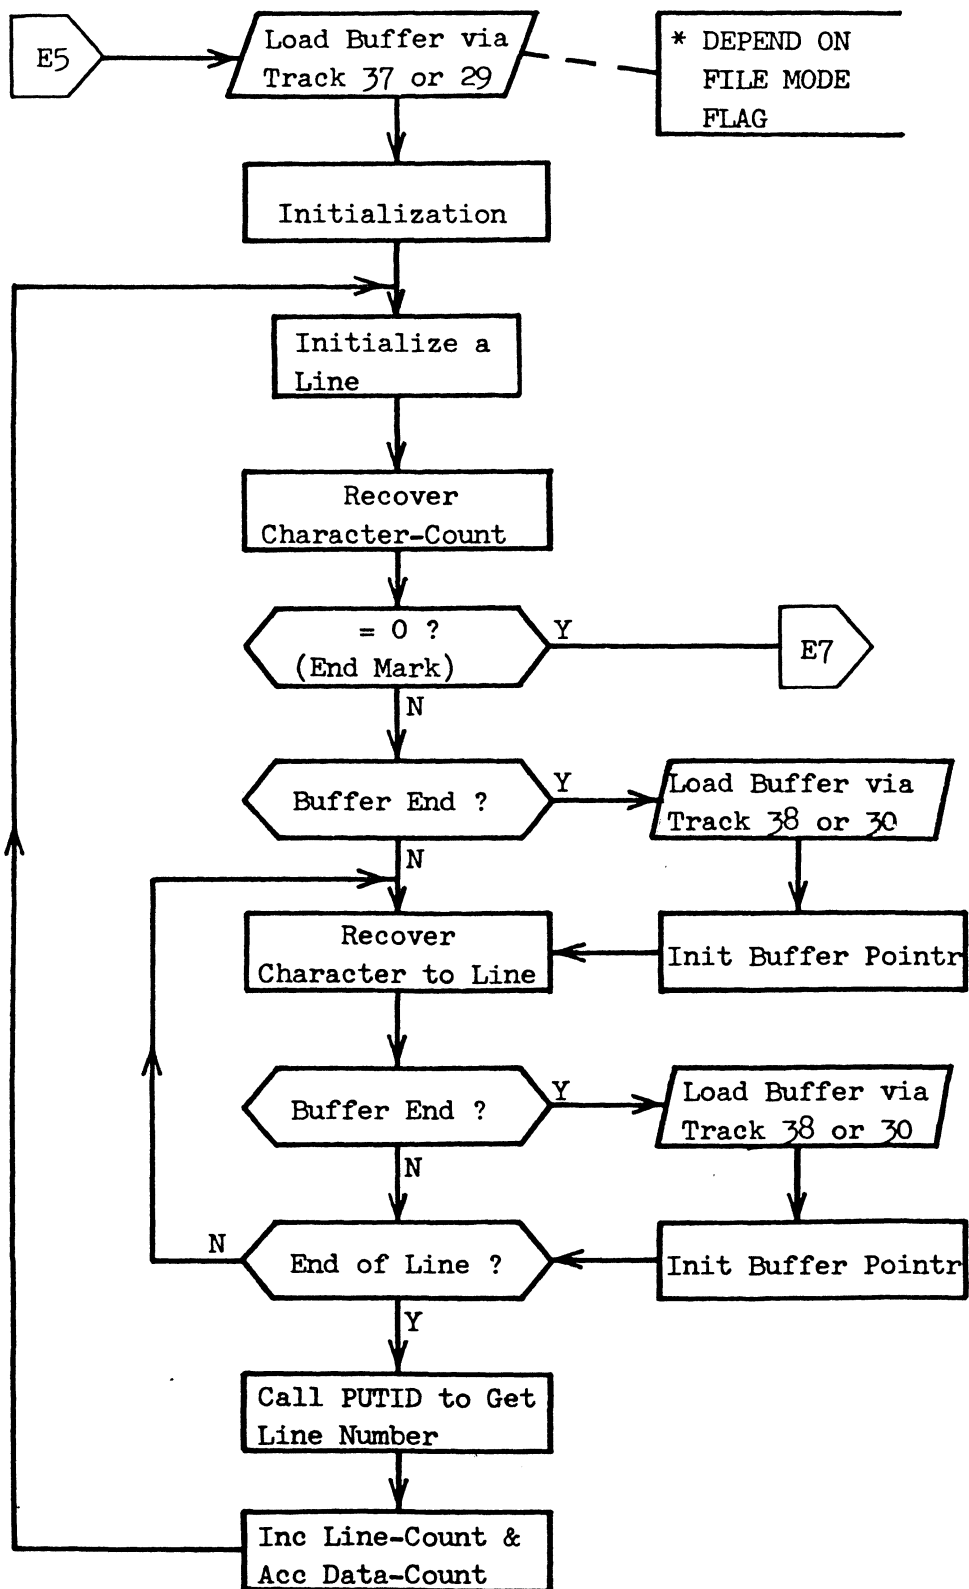 E5
Load Buffer via
Track 37 or 29
* DEPEND ON
FILE MODE
FLAG
Initialization
Initialize a
Line
Recover
Character-Count
= 0 ?
(End Mark)
Y
E7
N
Buffer End ?
Y
Load Buffer via
Track 38 or 30
N
Recover
Character to Line
Init Buffer Pointr
Buffer End ?
Y
Load Buffer via
Track 38 or 30
N
N
End of Line ?
Init Buffer Pointr
Y
Call PUTID to Get
Line Number
Inc Line-Count &
Acc Data-Count